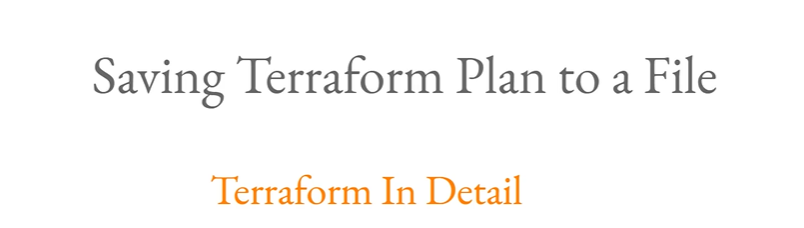 Saving Terraform Plan to a File
Terraform In Detail